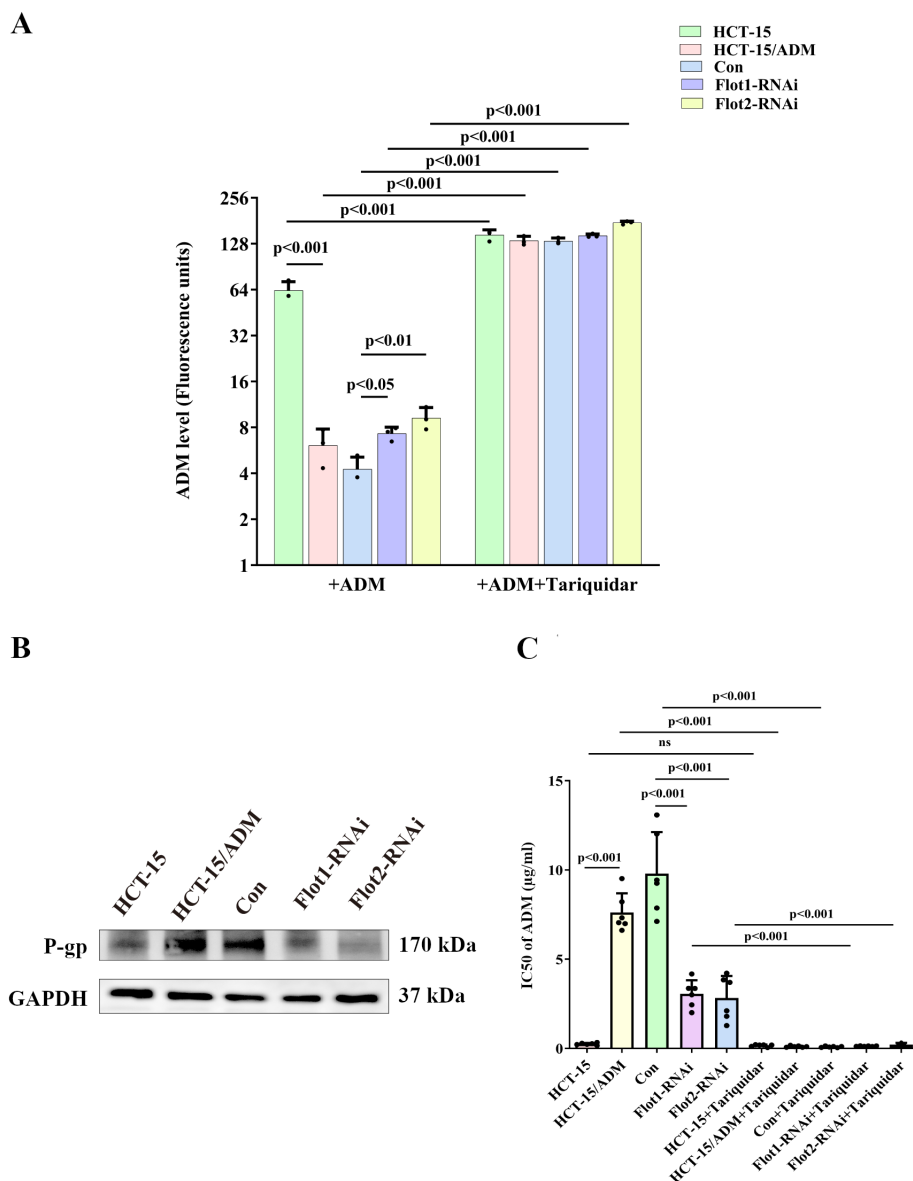 A
HCT-15
HCT-15/ADM
Con
Flot1-RNAi
Flot2-RNAi
p<0.001
p<0.001
p<0.001
p<0.001
p<0.001
p<0.001
p<0.01
p<0.05
ADM level (Fluorescence units)
256
128
64
32
16
8
4
2
1
+ADM
+ADM+Tariquidar
B
HCT-15
HCT-15/ADM
Con
Flot1-RNAi
Flot2-RNAi
P-gp
170 kDa
GAPDH
37 kDa
C
p<0.001
p<0.001
ns
p<0.001
p<0.001
p<0.001
p<0.001
p<0.001
IC50 of ADM (μg/ml)
15
10
5
0
HCT-15
HCT-15/ADM
Con
Flot1-RNAi
Flot2-RNAi
HCT-15+Tariquidar
HCT-15/ADM+Tariquidar
Con+Tariquidar
Flot1-RNAi+Tariquidar
Flot2-RNAi+Tariquidar